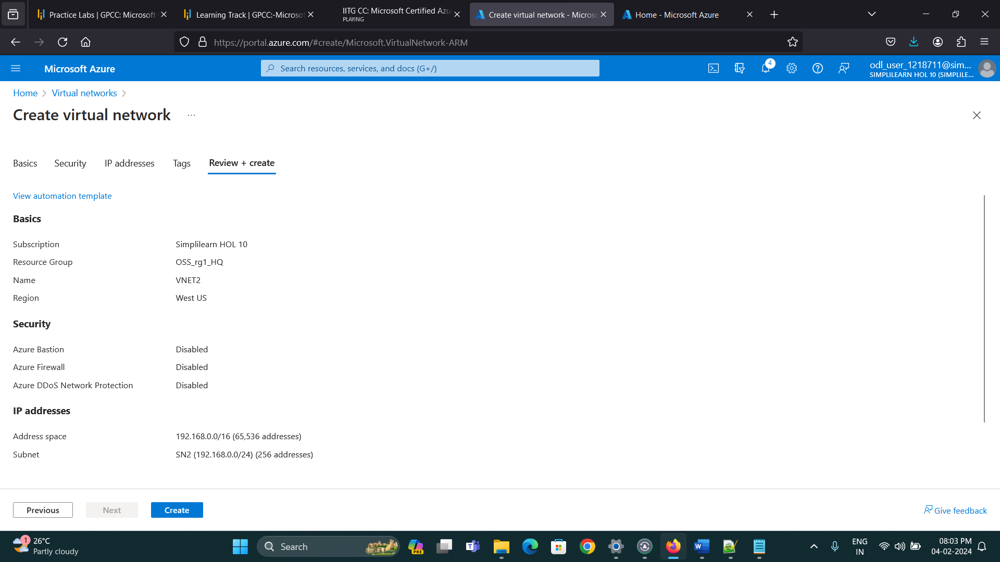 Practice Labs | GPCC: Microsoft
Learning Track | GPCC:-Microsof
IITG CC: Microsoft Certified Azu
PLAYING
Create virtual network - Microso
Home - Microsoft Azure
https://portal.azure.com/#create/Microsoft.VirtualNetwork-ARM
Microsoft Azure
Search resources, services, and docs (G+/)
4
odl_user_1218711@sim...
SIMPLILEARN HOL 10 (SIMPLILE...
Home
Virtual networks
Create virtual network
...
Basics
Security
IP addresses
Tags
Review + create
View automation template
Basics
Subscription Simplilearn HOL 10
Resource Group OSS_rg1_HQ
Name VNET2
Region West US
Security
Azure Bastion Disabled
Azure Firewall Disabled
Azure DDoS Network Protection Disabled
IP addresses
Address space 192.168.0.0/16 (65,536 addresses)
Subnet SN2 (192.168.0.0/24) (256 addresses)
Previous
Next
Create
Give feedback
1
26°C
Partly cloudy
Search
PRE
ENG
IN
08:03 PM
04-02-2024